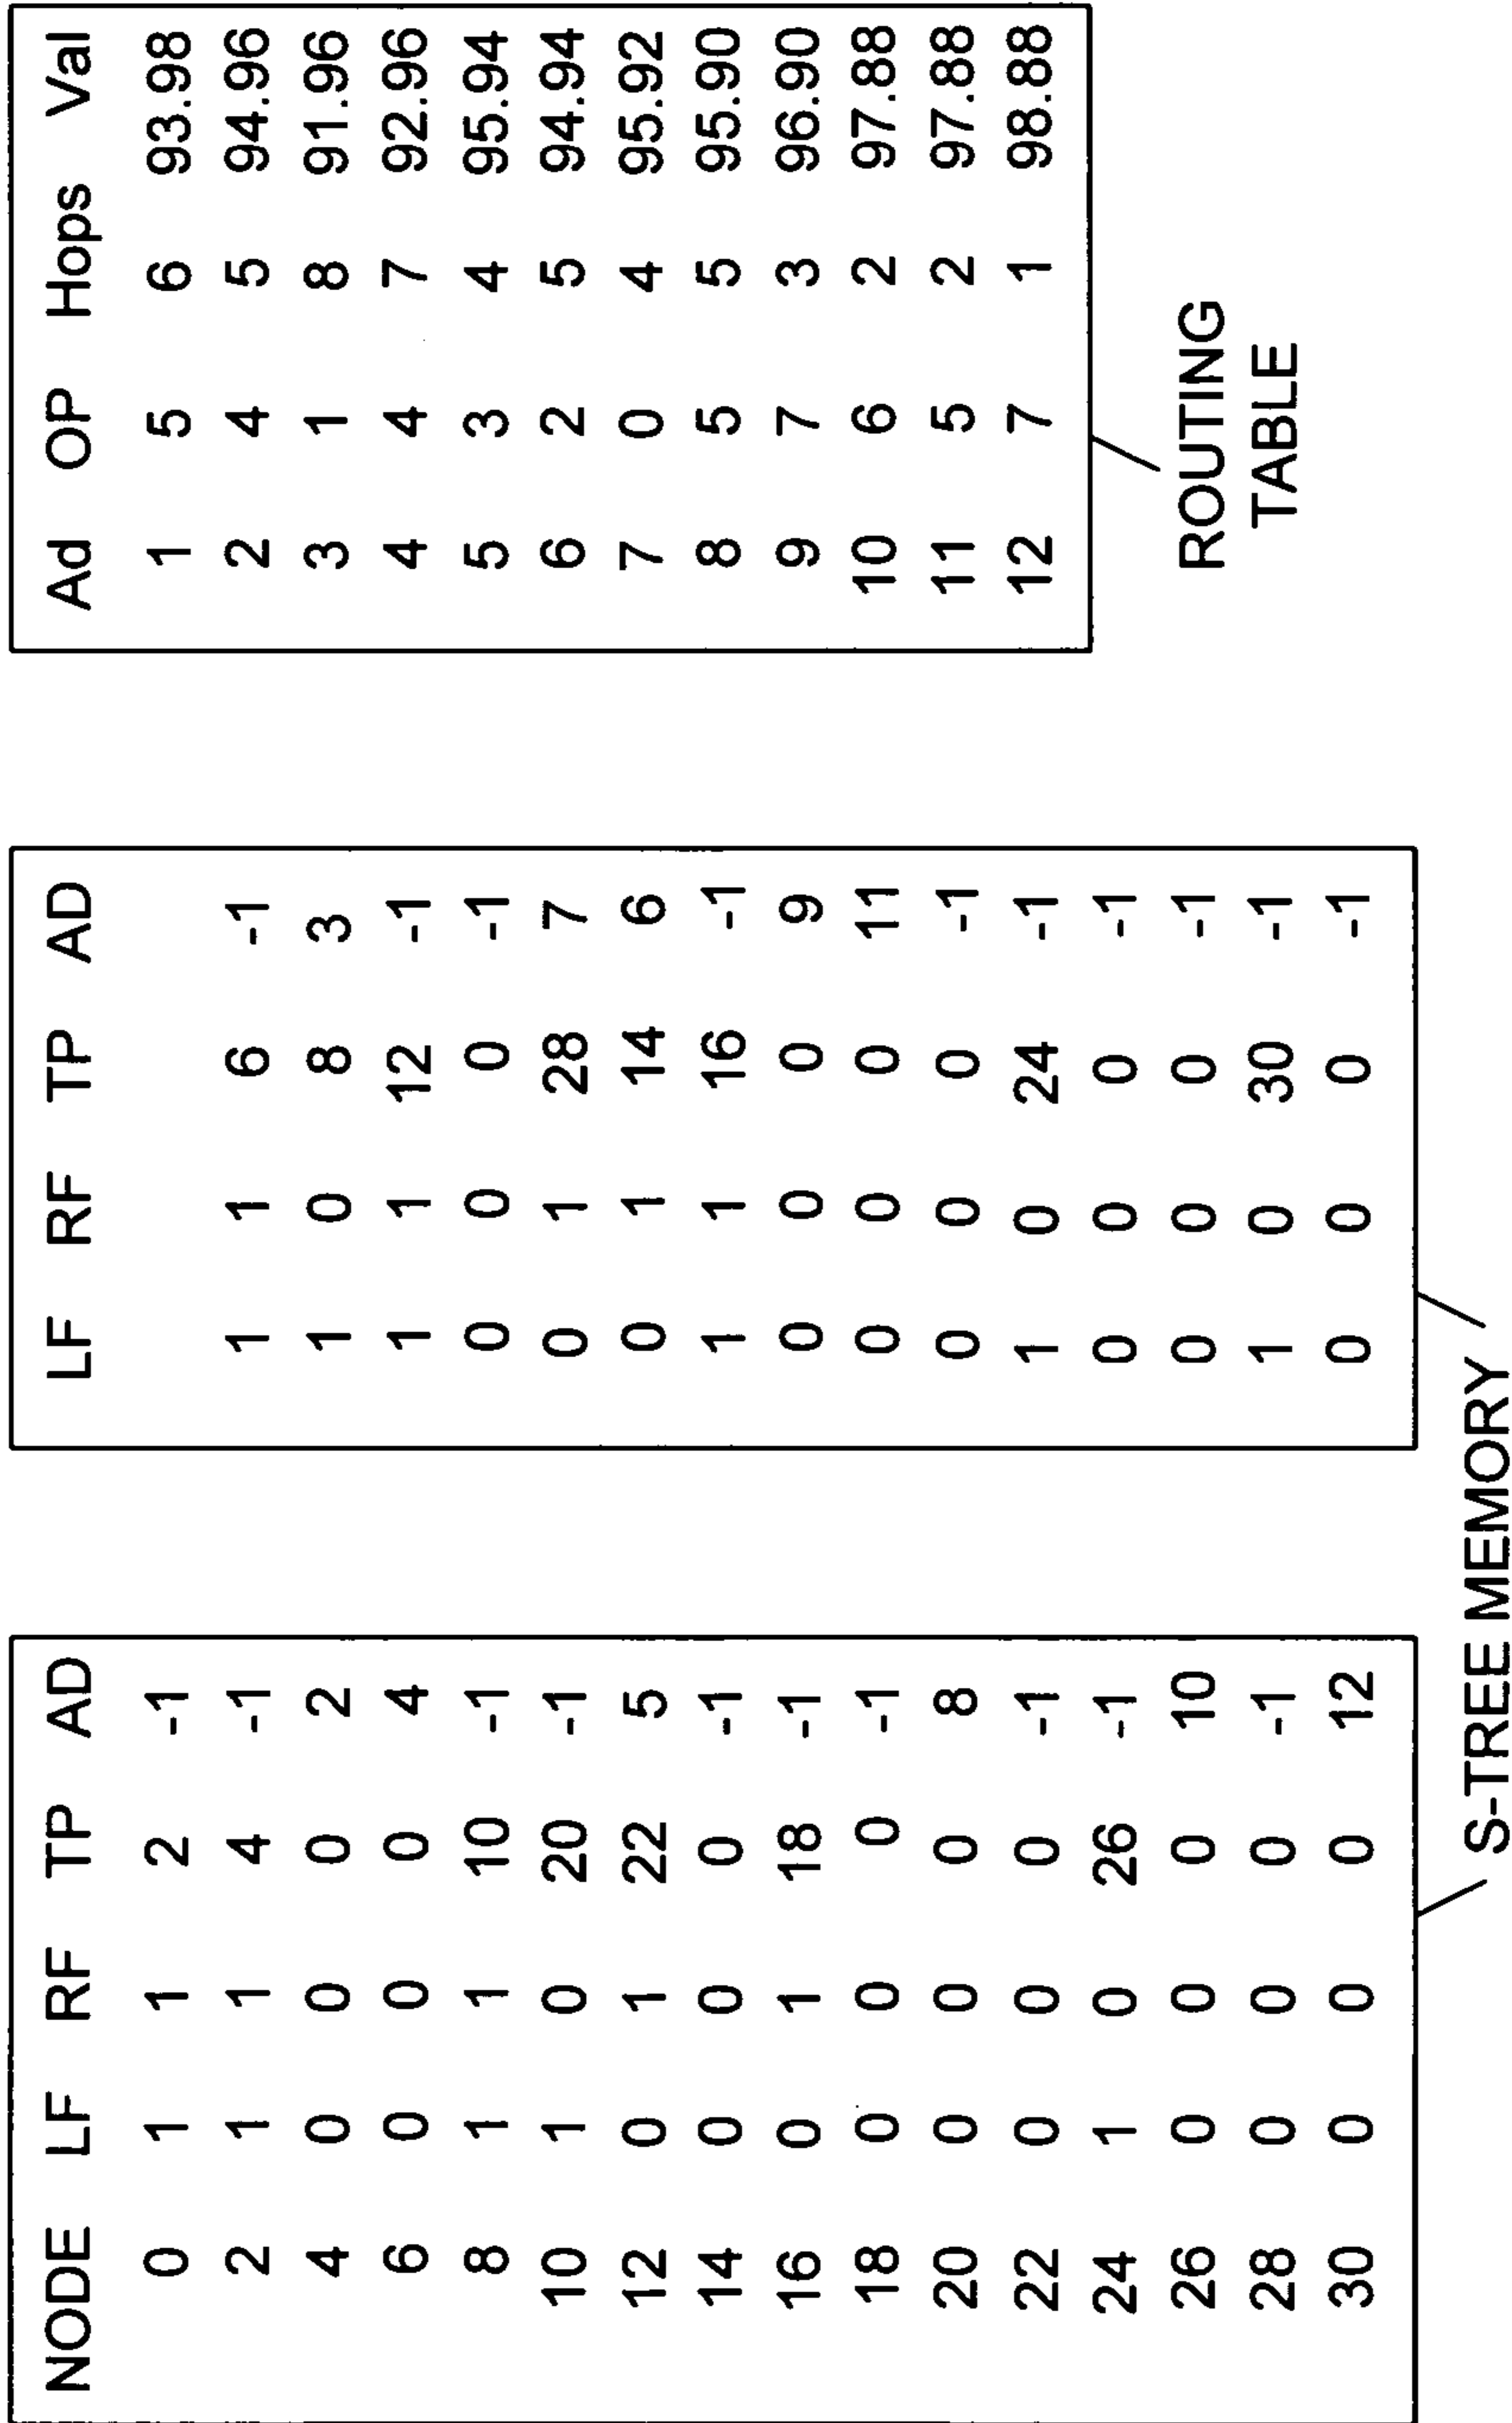 NODE LF RF TP AD
0 1 1 2 -1
2 1 1 4 -1
4 0 0 0 2
6 0 0 0 4
8 1 1 10 -1
10 1 0 20 -1
12 0 1 22 5
14 0 0 0 -1
16 0 1 18 -1
18 0 0 0 -1
20 0 0 0 8
22 0 0 0 -1
24 1 0 26 -1
26 0 0 0 10
28 0 0 0 -1
30 0 0 0 12
LF RF TP AD
1 1 6 -1
1 0 8 3
1 1 12 -1
0 0 0 -1
0 1 28 7
0 1 14 6
1 1 16 -1
0 0 0 9
0 0 0 11
0 0 0 -1
1 0 24 -1
0 0 0 -1
0 0 0 -1
1 0 30 -1
0 0 0 -1
S-TREE MEMORY
Ad OP Hops Val
1 5 6 93.98
2 4 5 94.96
3 1 8 91.96
4 4 7 92.96
5 3 4 95.94
6 2 5 94.94
7 0 4 95.92
8 5 5 95.90
9 7 3 96.90
10 6 2 97.88
11 5 2 97.88
12 7 1 98.88
ROUTING
TABLE